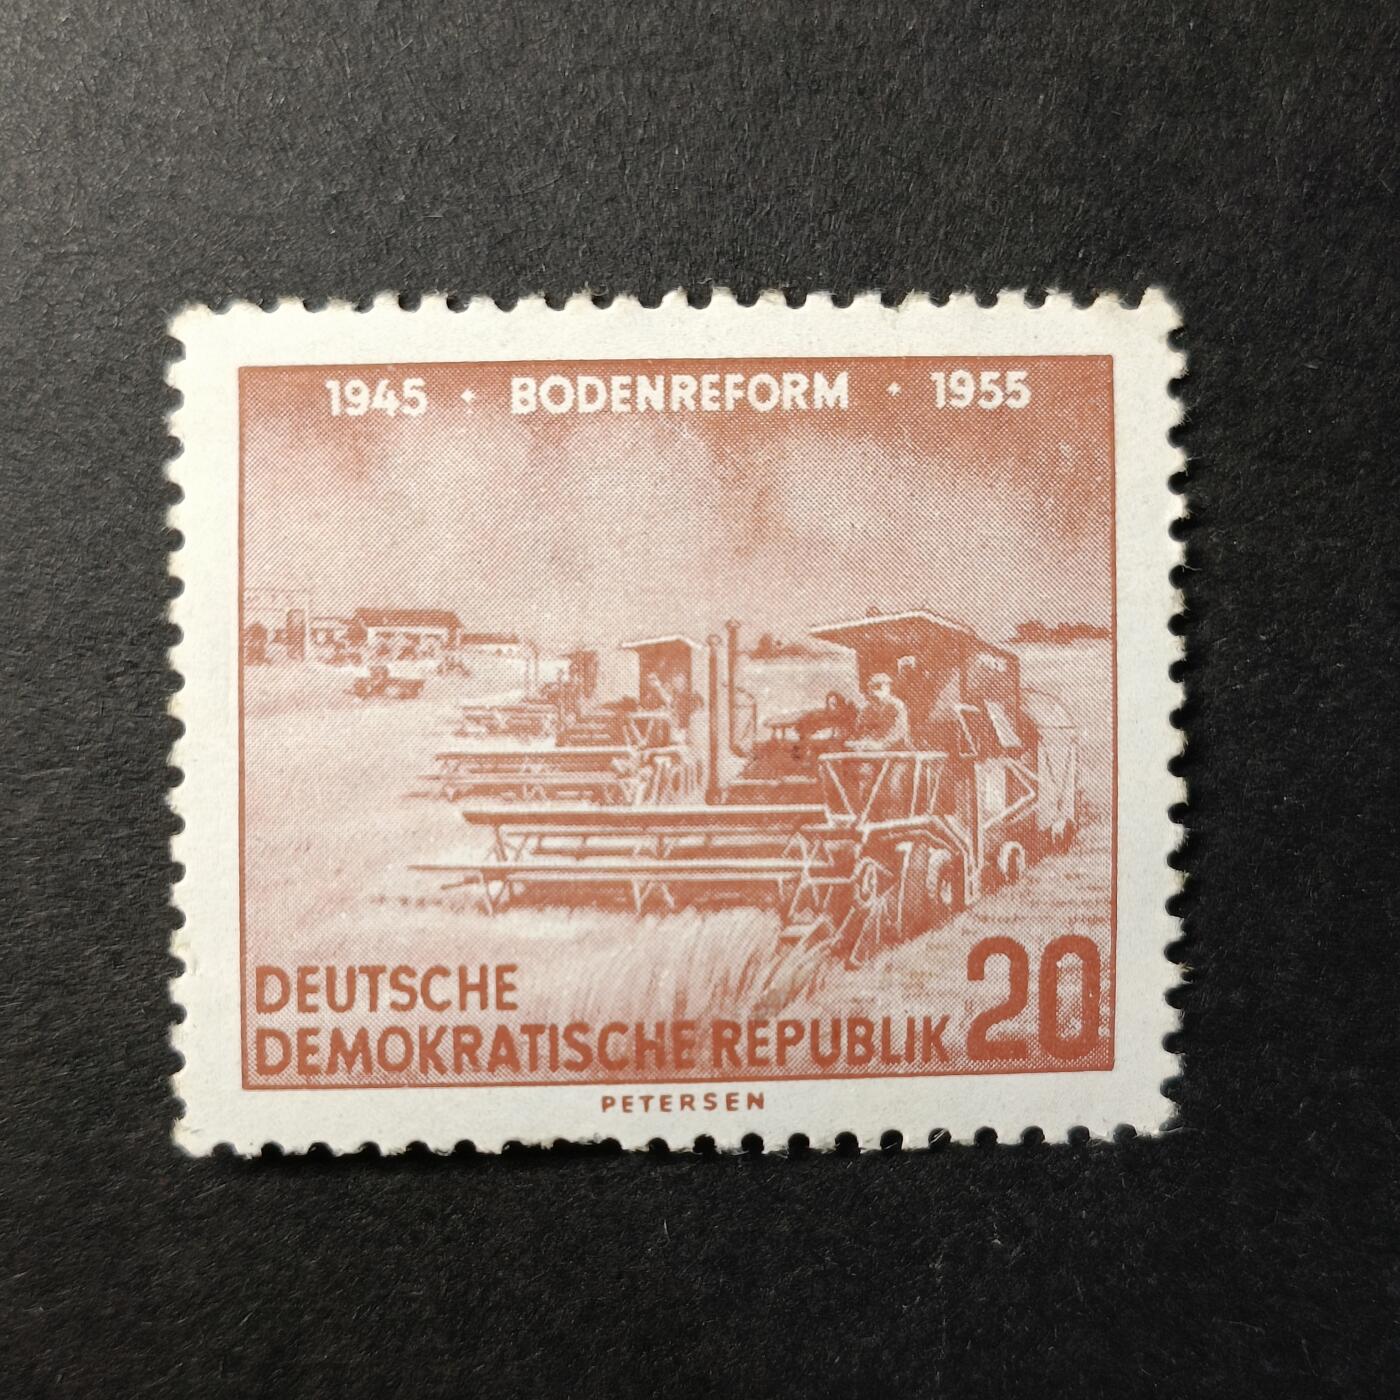 1945 · BODENREFORM · 1955
DEUTSCHE
DEMOKRATISCHE REPUBLIK 20
PETERSEN